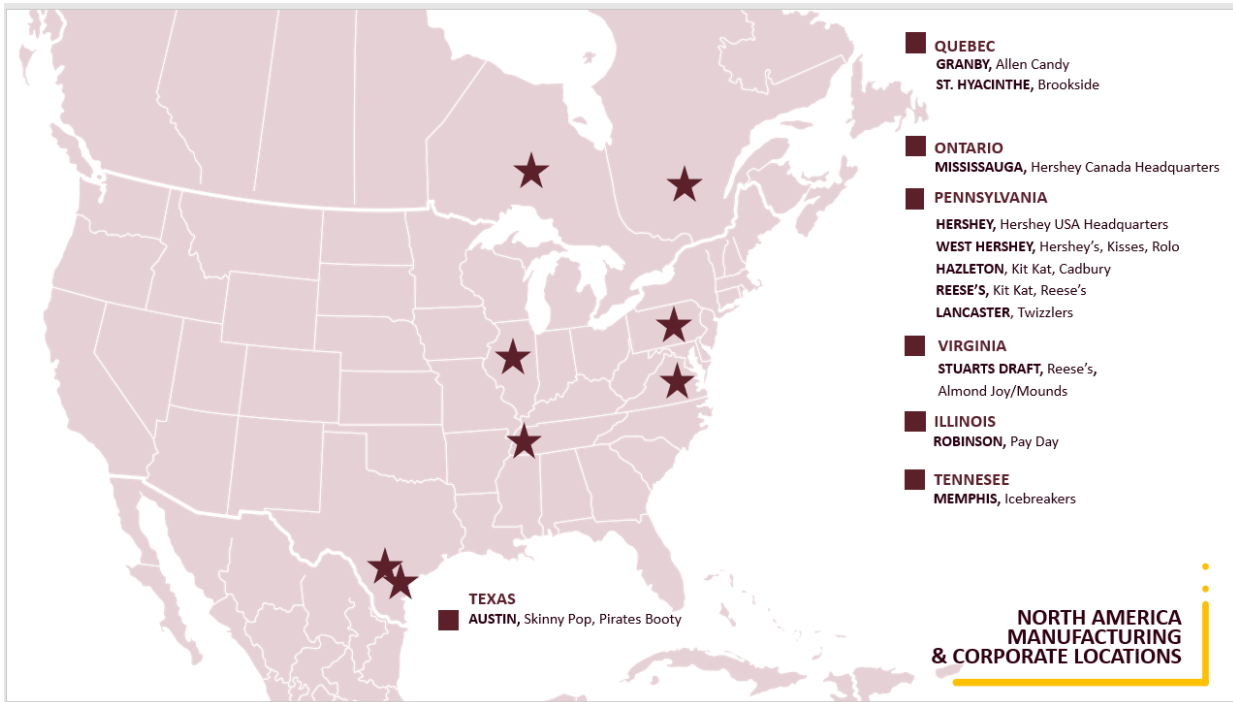 QUEBEC
GRANBY, Allen Candy
ST. HYACINTHE, Brookside
ONTARIO
MISSISSAUGA, Hershey Canada Headquarters
PENNSYLVANIA
HERSHEY, Hershey USA Headquarters
WEST HERSHEY, Hershey’s, Kisses, Rolo
HAZLETON, Kit Kat, Cadbury
REESE’S, Kit Kat, Reese’s
LANCASTER, Twizzlers
VIRGINIA
STUARTS DRAFT, Reese’s,
Almond Joy/Mounds
ILLINOIS
ROBINSON, Pay Day
TENNESEE
MEMPHIS, Icebreakers
TEXAS
AUSTIN, Skinny Pop, Pirates Booty
NORTH AMERICA
MANUFACTURING
& CORPORATE LOCATIONS